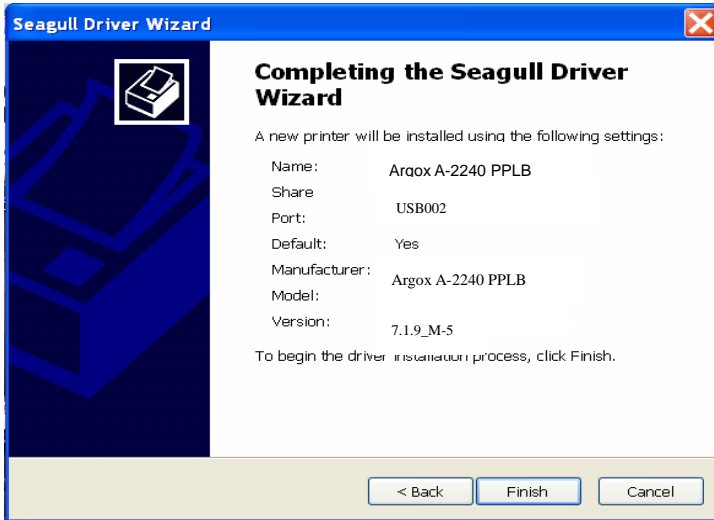 Seagull Driver Wizard
Completing the Seagull Driver
Wizard
A new printer will be installed using the following settings:
Name: Argox A-2240 PPLB
Share
Port: USB002
Default: Yes
Manufacturer: Argox A-2240 PPLB
Model:
Version: 7.1.9_M-5
To begin the driver installation process, click Finish.
< Back Finish Cancel